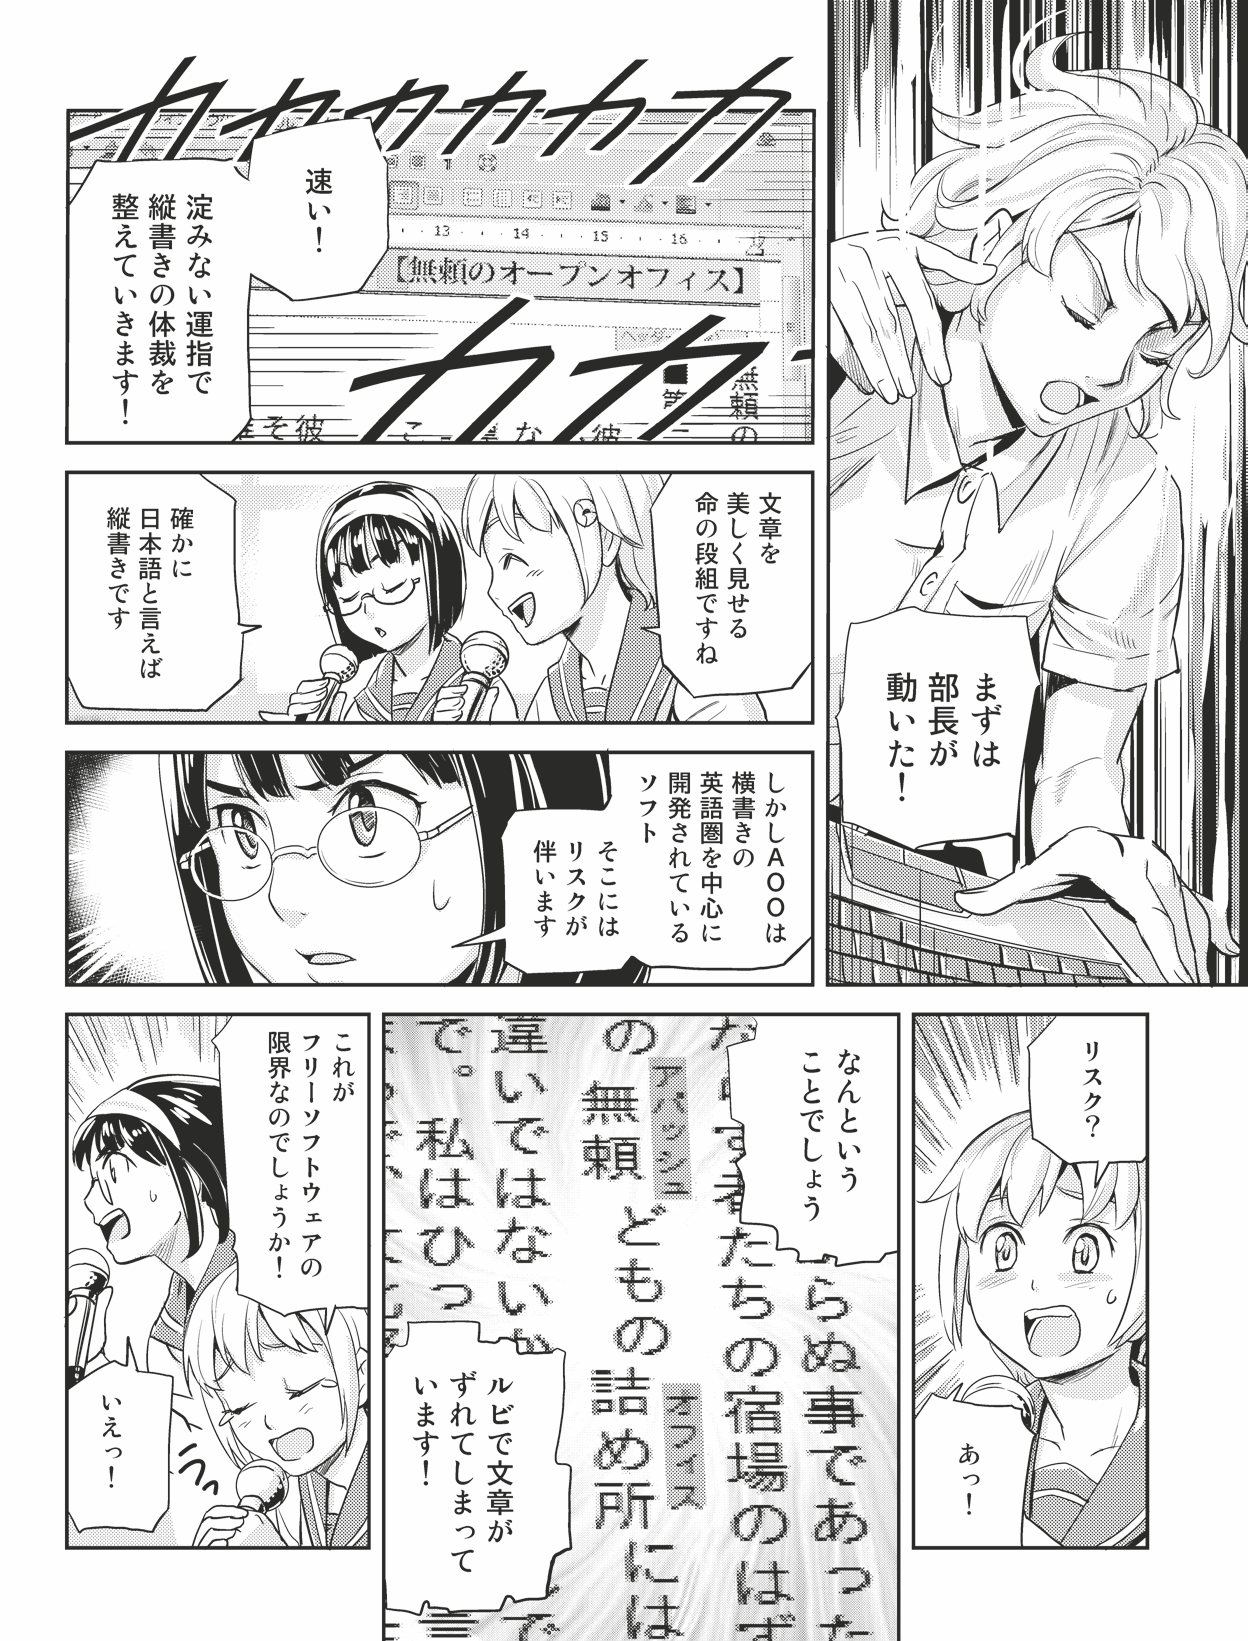 まずは
部長が
動いた!
カカカカカカ
速い!
淀みない運指で
縦書きの体裁を
整えていきます!
13 14 15 16 17
【無頼のオープンオフィス】
カカカ
無頼の
文章を
美しく見せる
命の段組ですね
確かに
日本語と言えば
縦書きです
しかしAOOは
横書きの
英語圏を中心に
開発されている
ソフト
そこには
リスクが
伴います
リスク?
あっ!
なんという
ことでしょう
らぬ事であった
たちの宿場のはず
の無頼どもの詰め所には
アパッシュ
オフィス
違いではないか
で。私はひっ
ルビで文章が
ずれてしまって
います!
これが
フリーソフトウェアの
限界なのでしょうか!
いえっ!